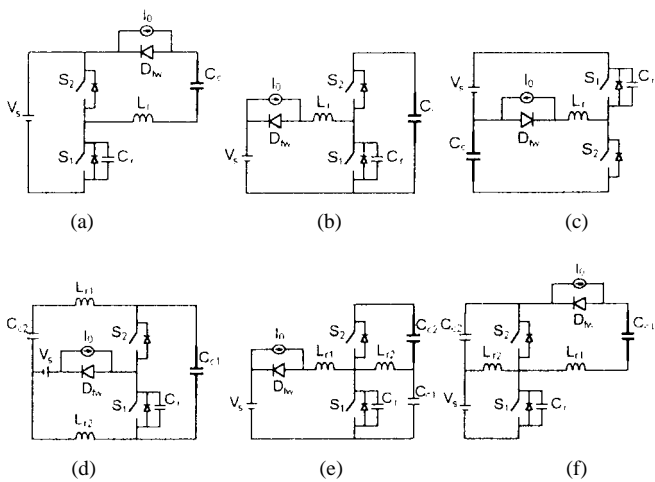 I0
S2
Dfw
Cc
Vs
Lr
S1
Cr
(a)
S2
I0
Lr
Dfw
Vs
S1
Cr
(b)
S1
Cr
Vs
I0
Lr
Dfw
Cc
S2
(c)
Lr1
Cc2
I0
S2
Vs
Cc1
Dfw
S1
Cr
Lr2
(d)
S2
Cc2
I0
Lr1
Lr2
Dfw
Vs
S1
Cr
Cc1
(e)
I0
Cc2
S2
Dfw
Cc1
Lr2
Lr1
Vs
S1
Cr
(f)